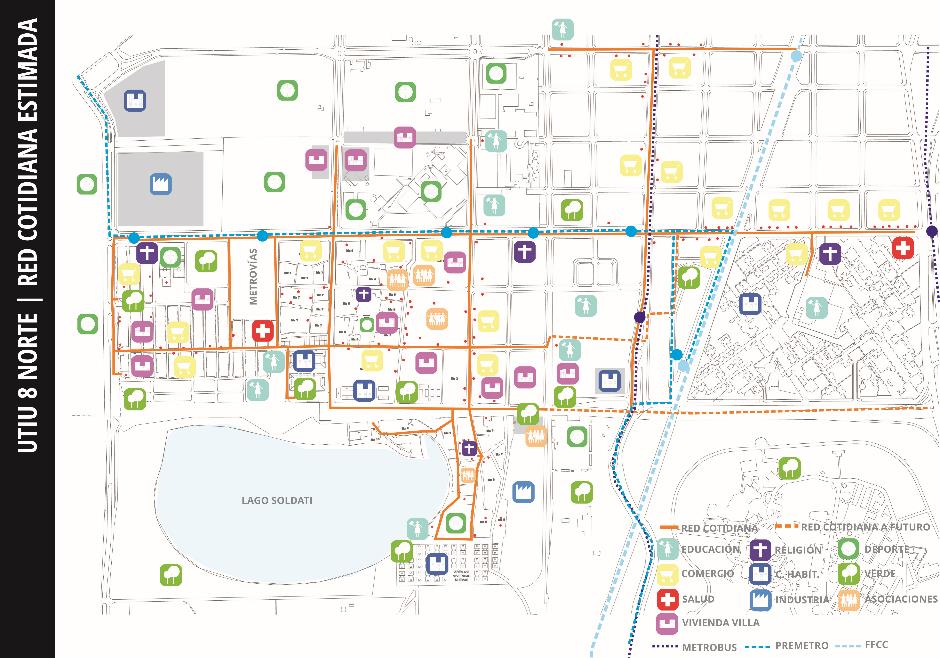 UTIU 8 NORTE | RED COTIDIANA ESTIMADA
METROVÍAS
LAGO SOLDATI
RED COTIDIANA
RED COTIDIANA A FUTURO
EDUCACIÓN
RELIGIÓN
DEPORTE
COMERCIO
C. HABIT.
VERDE
SALUD
INDUSTRIA
ASOCIACIONES
VIVIENDA VILLA
METROBUS
PREMETRO
FFCC